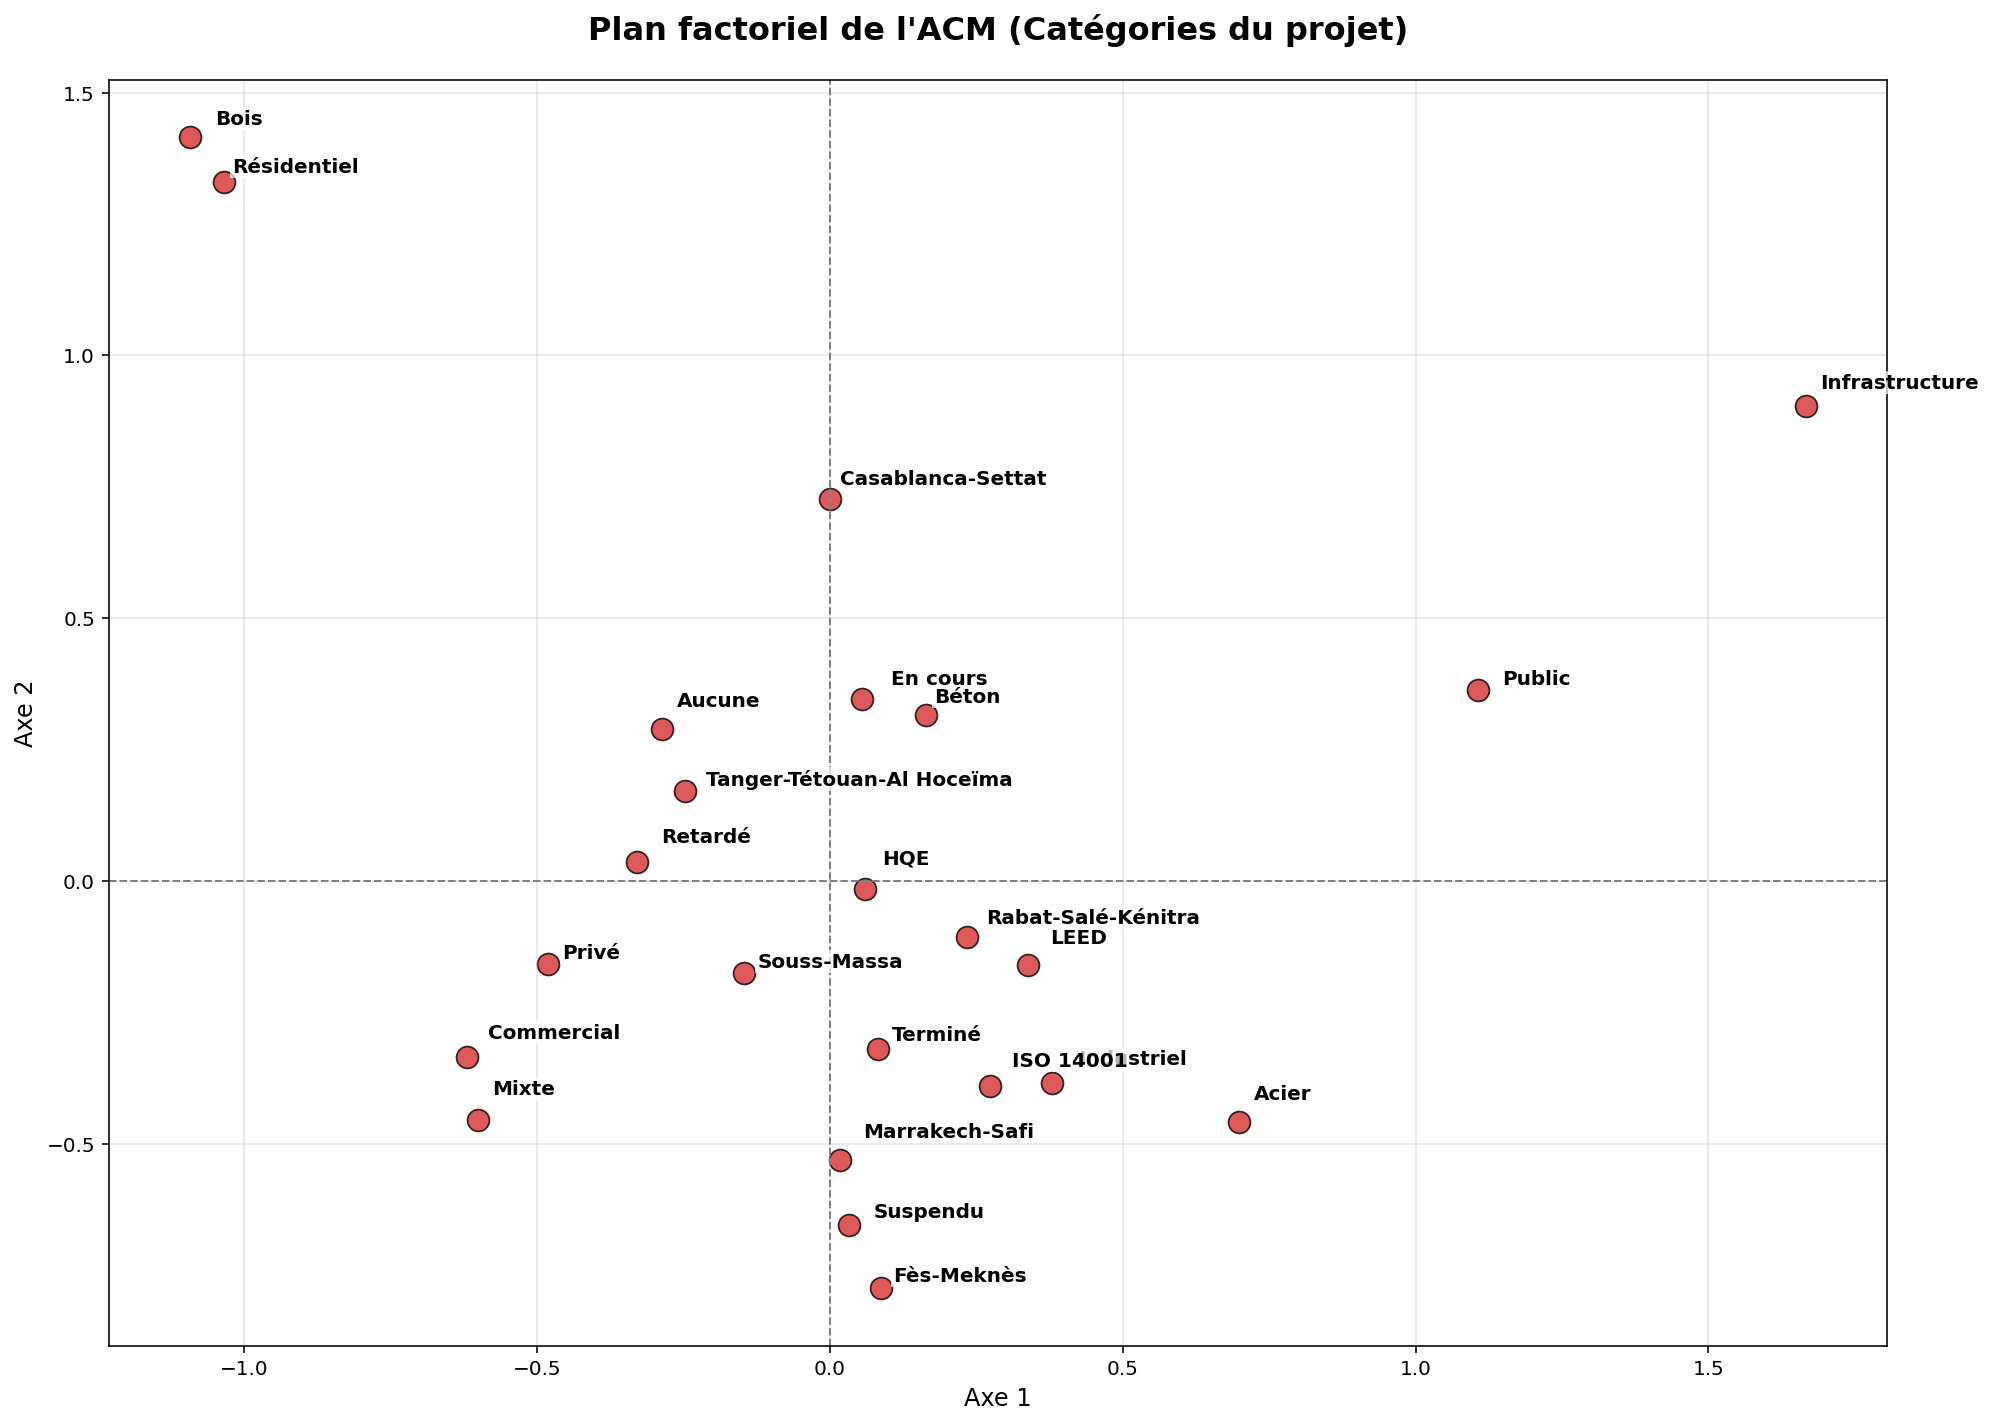 Plan factoriel de l'ACM (Catégories du projet)
1.5
Bois
Résidentiel
1.0
Infrastructure
Casablanca-Settat
0.5
En cours
Public
Béton
Aucune
Axe 2
Tanger-Tétouan-Al Hoceïma
Retardé
HQE
0.0
Rabat-Salé-Kénitra
LEED
Privé
Souss-Massa
Commercial
Terminé
ISO 14001
Mixte
Acier
Marrakech-Safi
−0.5
Suspendu
Fès-Meknès
−1.0
−0.5
0.0
0.5
1.0
1.5
Axe 1